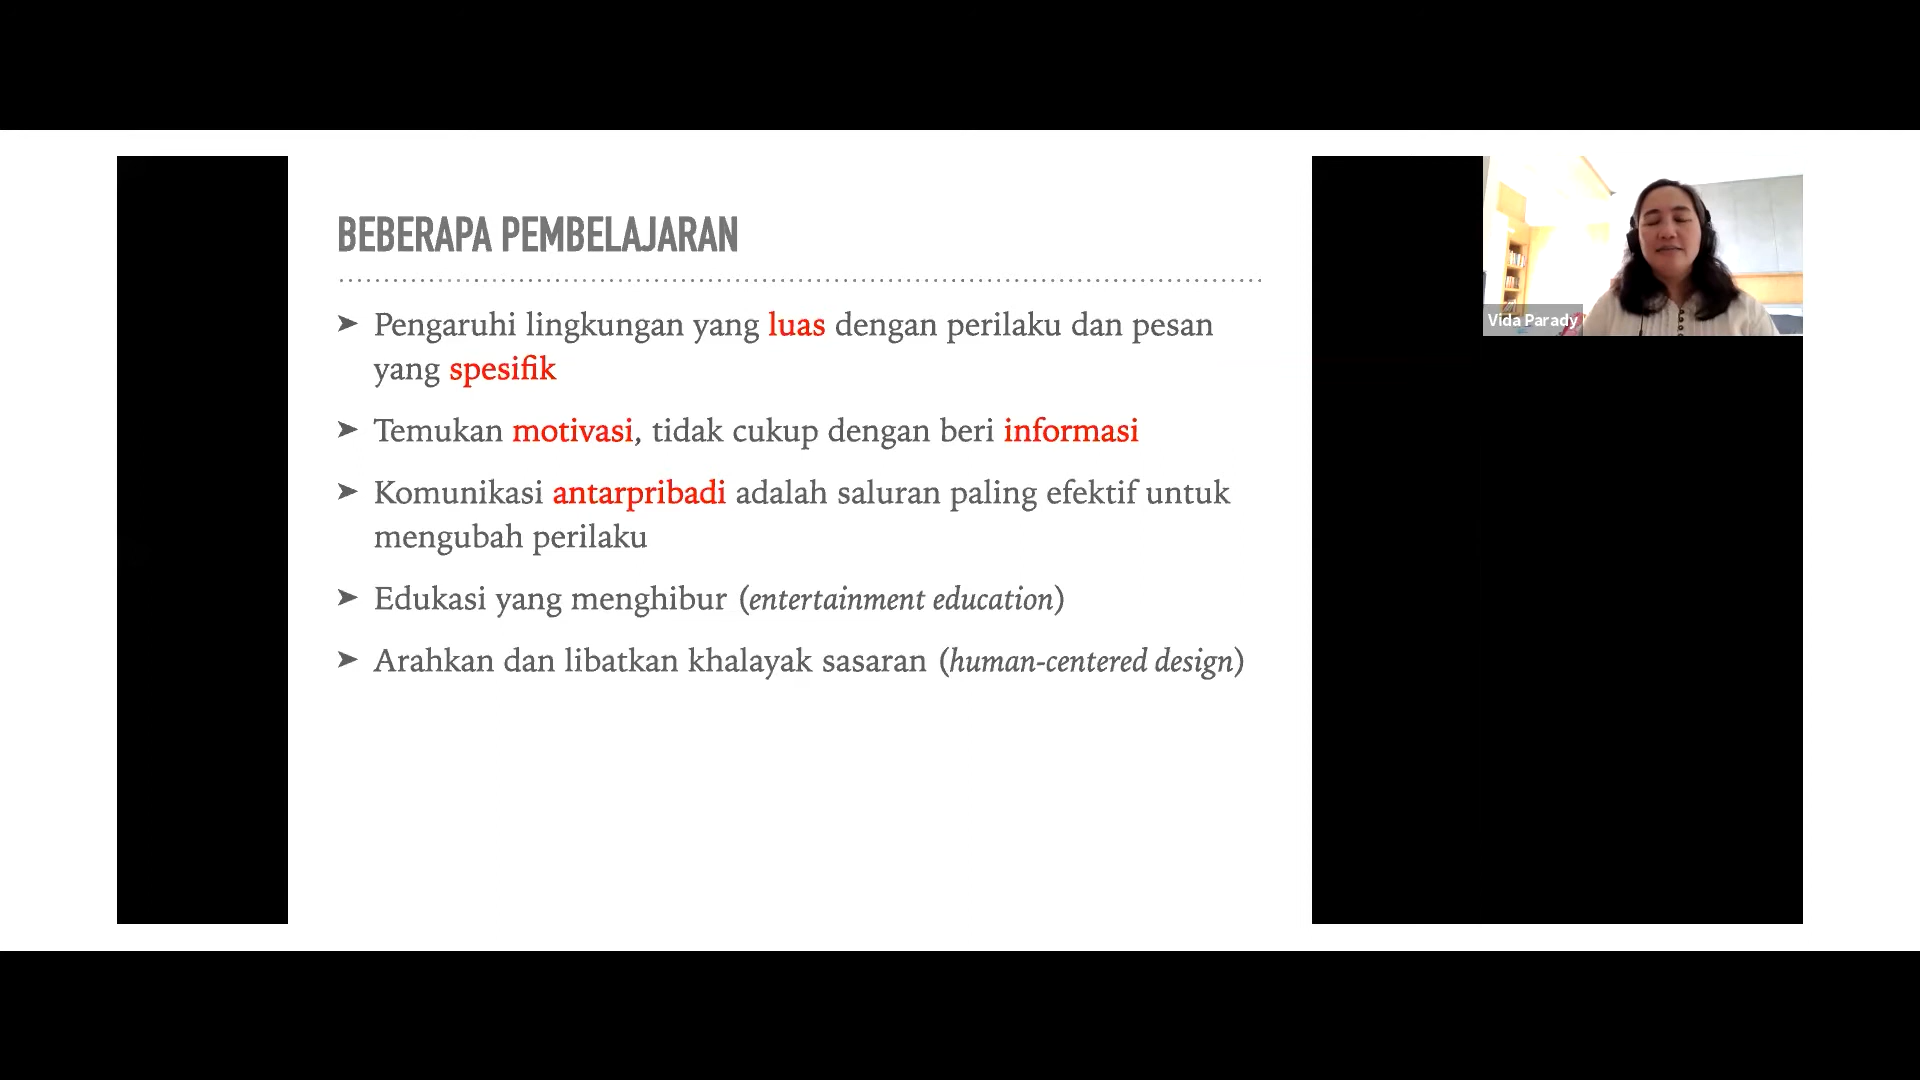 BEBERAPA PEMBELAJARAN
➤ Pengaruhi lingkungan yang luas dengan perilaku dan pesan
yang spesifik
➤ Temukan motivasi, tidak cukup dengan beri informasi
➤ Komunikasi antarpribadi adalah saluran paling efektif untuk
mengubah perilaku
➤ Edukasi yang menghibur (entertainment education)
➤ Arahkan dan libatkan khalayak sasaran (human-centered design)
Vida Parady